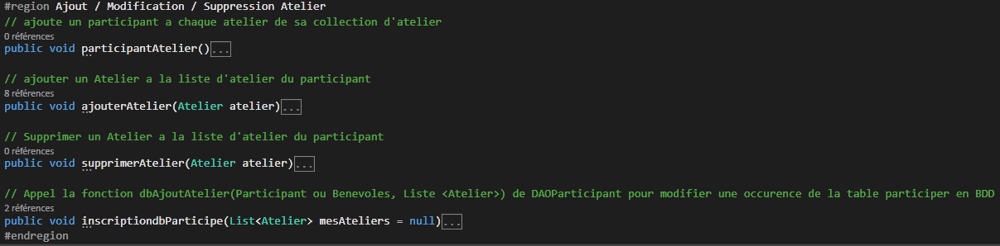 #region Ajout / Modification / Suppression Atelier
// ajoute un participant a chaque atelier de sa collection d'atelier
0 références
public void participantAtelier()...
// ajouter un Atelier a la liste d'atelier du participant
8 références
public void ajouterAtelier(Atelier atelier)...
// Supprimer un Atelier a la liste d'atelier du participant
0 références
public void supprimerAtelier(Atelier atelier)...
// Appel la fonction dbAjoutAtelier(Participant ou Benevoles, Liste <Atelier>) de DAOParticipant pour modifier une occurence de la table participer en BDD
2 références
public void inscriptiondbParticipe(List<Atelier> mesAteliers = null)...
#endregion